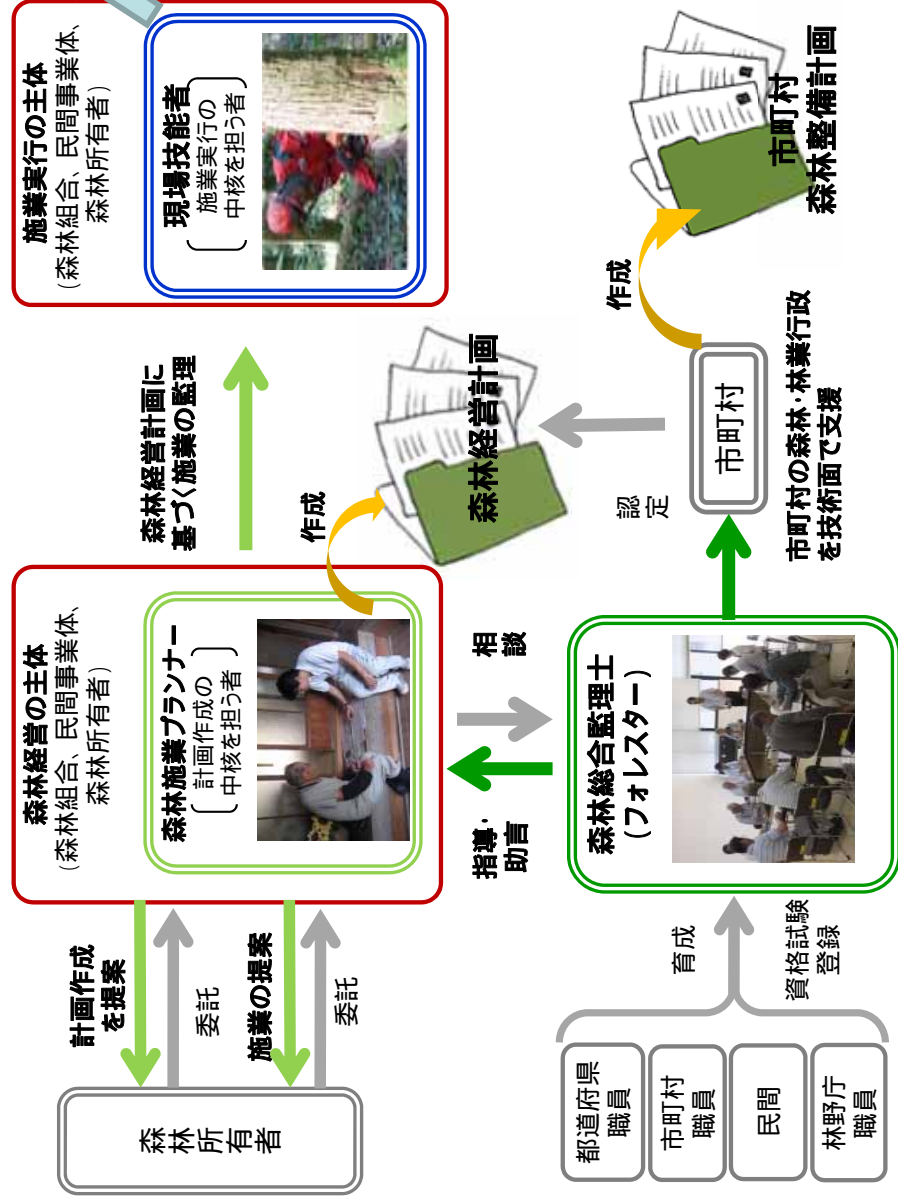 森林所有者
計画作成
を提案
委託
施業の提案
委託
森林経営の主体
(森林組合、民間事業体、
森林所有者)
森林施業プランナー
計画作成の
中核を担う者
森林経営計画に
基づく施業の監理
作成
森林経営計画
施業実行の主体
(森林組合、民間事業体、
森林所有者)
現場技能者
施業実行の
中核を担う者
指導・
助言
相
談
都道府県
職員
市町村
職員
民間
林野庁
職員
育成
資格試験
登録
森林総合監理士
(フォレスター)
市町村の森林・林業行政
を技術面で支援
認
定
市町村
作成
市町村
森林整備計画